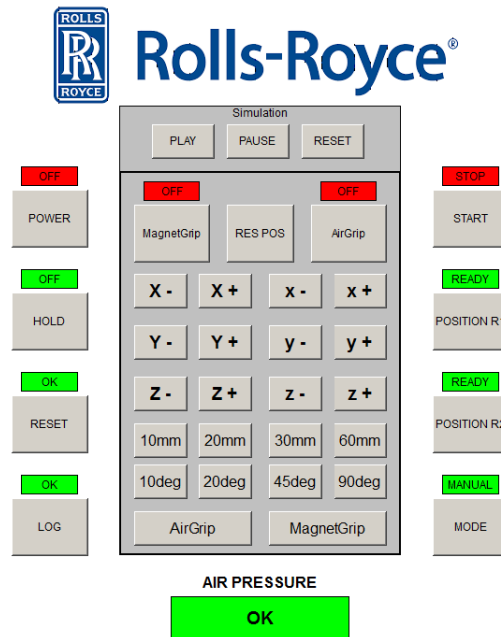 ROLLS
RR
ROYCE
Rolls-Royce®
Simulation
PLAY PAUSE RESET
OFF
POWER
OFF
HOLD
OK
RESET
OK
LOG
OFF OFF
MagnetGrip RES POS AirGrip
X - X + x - x +
Y - Y + y - y +
Z - Z + z - z +
10mm 20mm 30mm 60mm
10deg 20deg 45deg 90deg
AirGrip MagnetGrip
STOP
START
READY
POSITION R1
READY
POSITION R2
MANUAL
MODE
AIR PRESSURE
OK